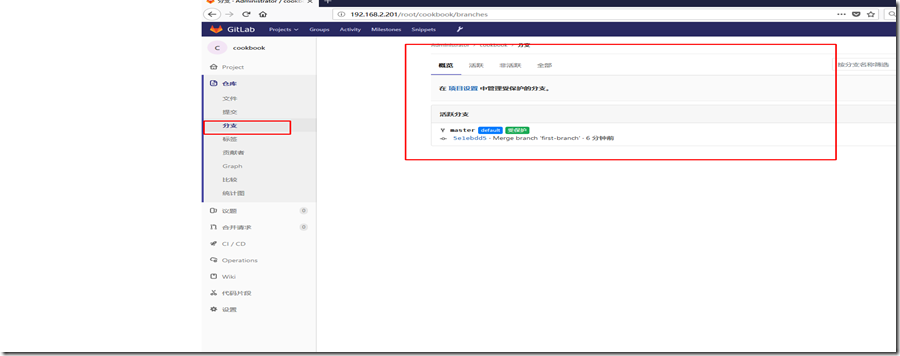 分支 · Administrator / cookb
192.168.2.201/root/cookbook/branches
GitLab Projects Groups Activity Milestones Snippets
C cookbook
Administrator > cookbook > 分支
Project
概览 活跃 非活跃 全部
按分支名称筛选
仓库
在 项目设置 中管理受保护的分支。
文件
提交
活跃分支
分支
master default 受保护
标签
5e1ebdd5 · Merge branch 'first-branch' · 6 分钟前
贡献者
Graph
比较
统计图
议题 0
合并请求 0
CI / CD
Operations
Wiki
代码片段
设置